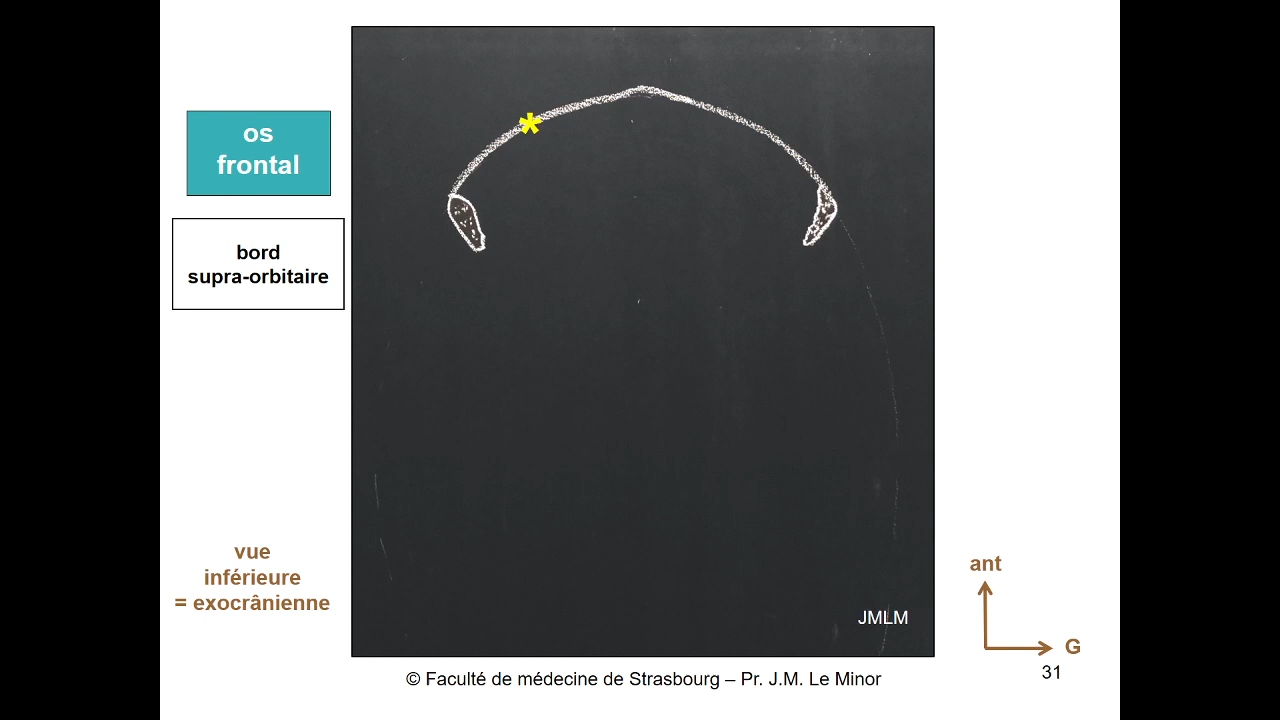 os
frontal
bord
supra-orbitaire
*
vue
inférieure
= exocrânienne
JMLM
ant
G
31
© Faculté de médecine de Strasbourg – Pr. J.M. Le Minor